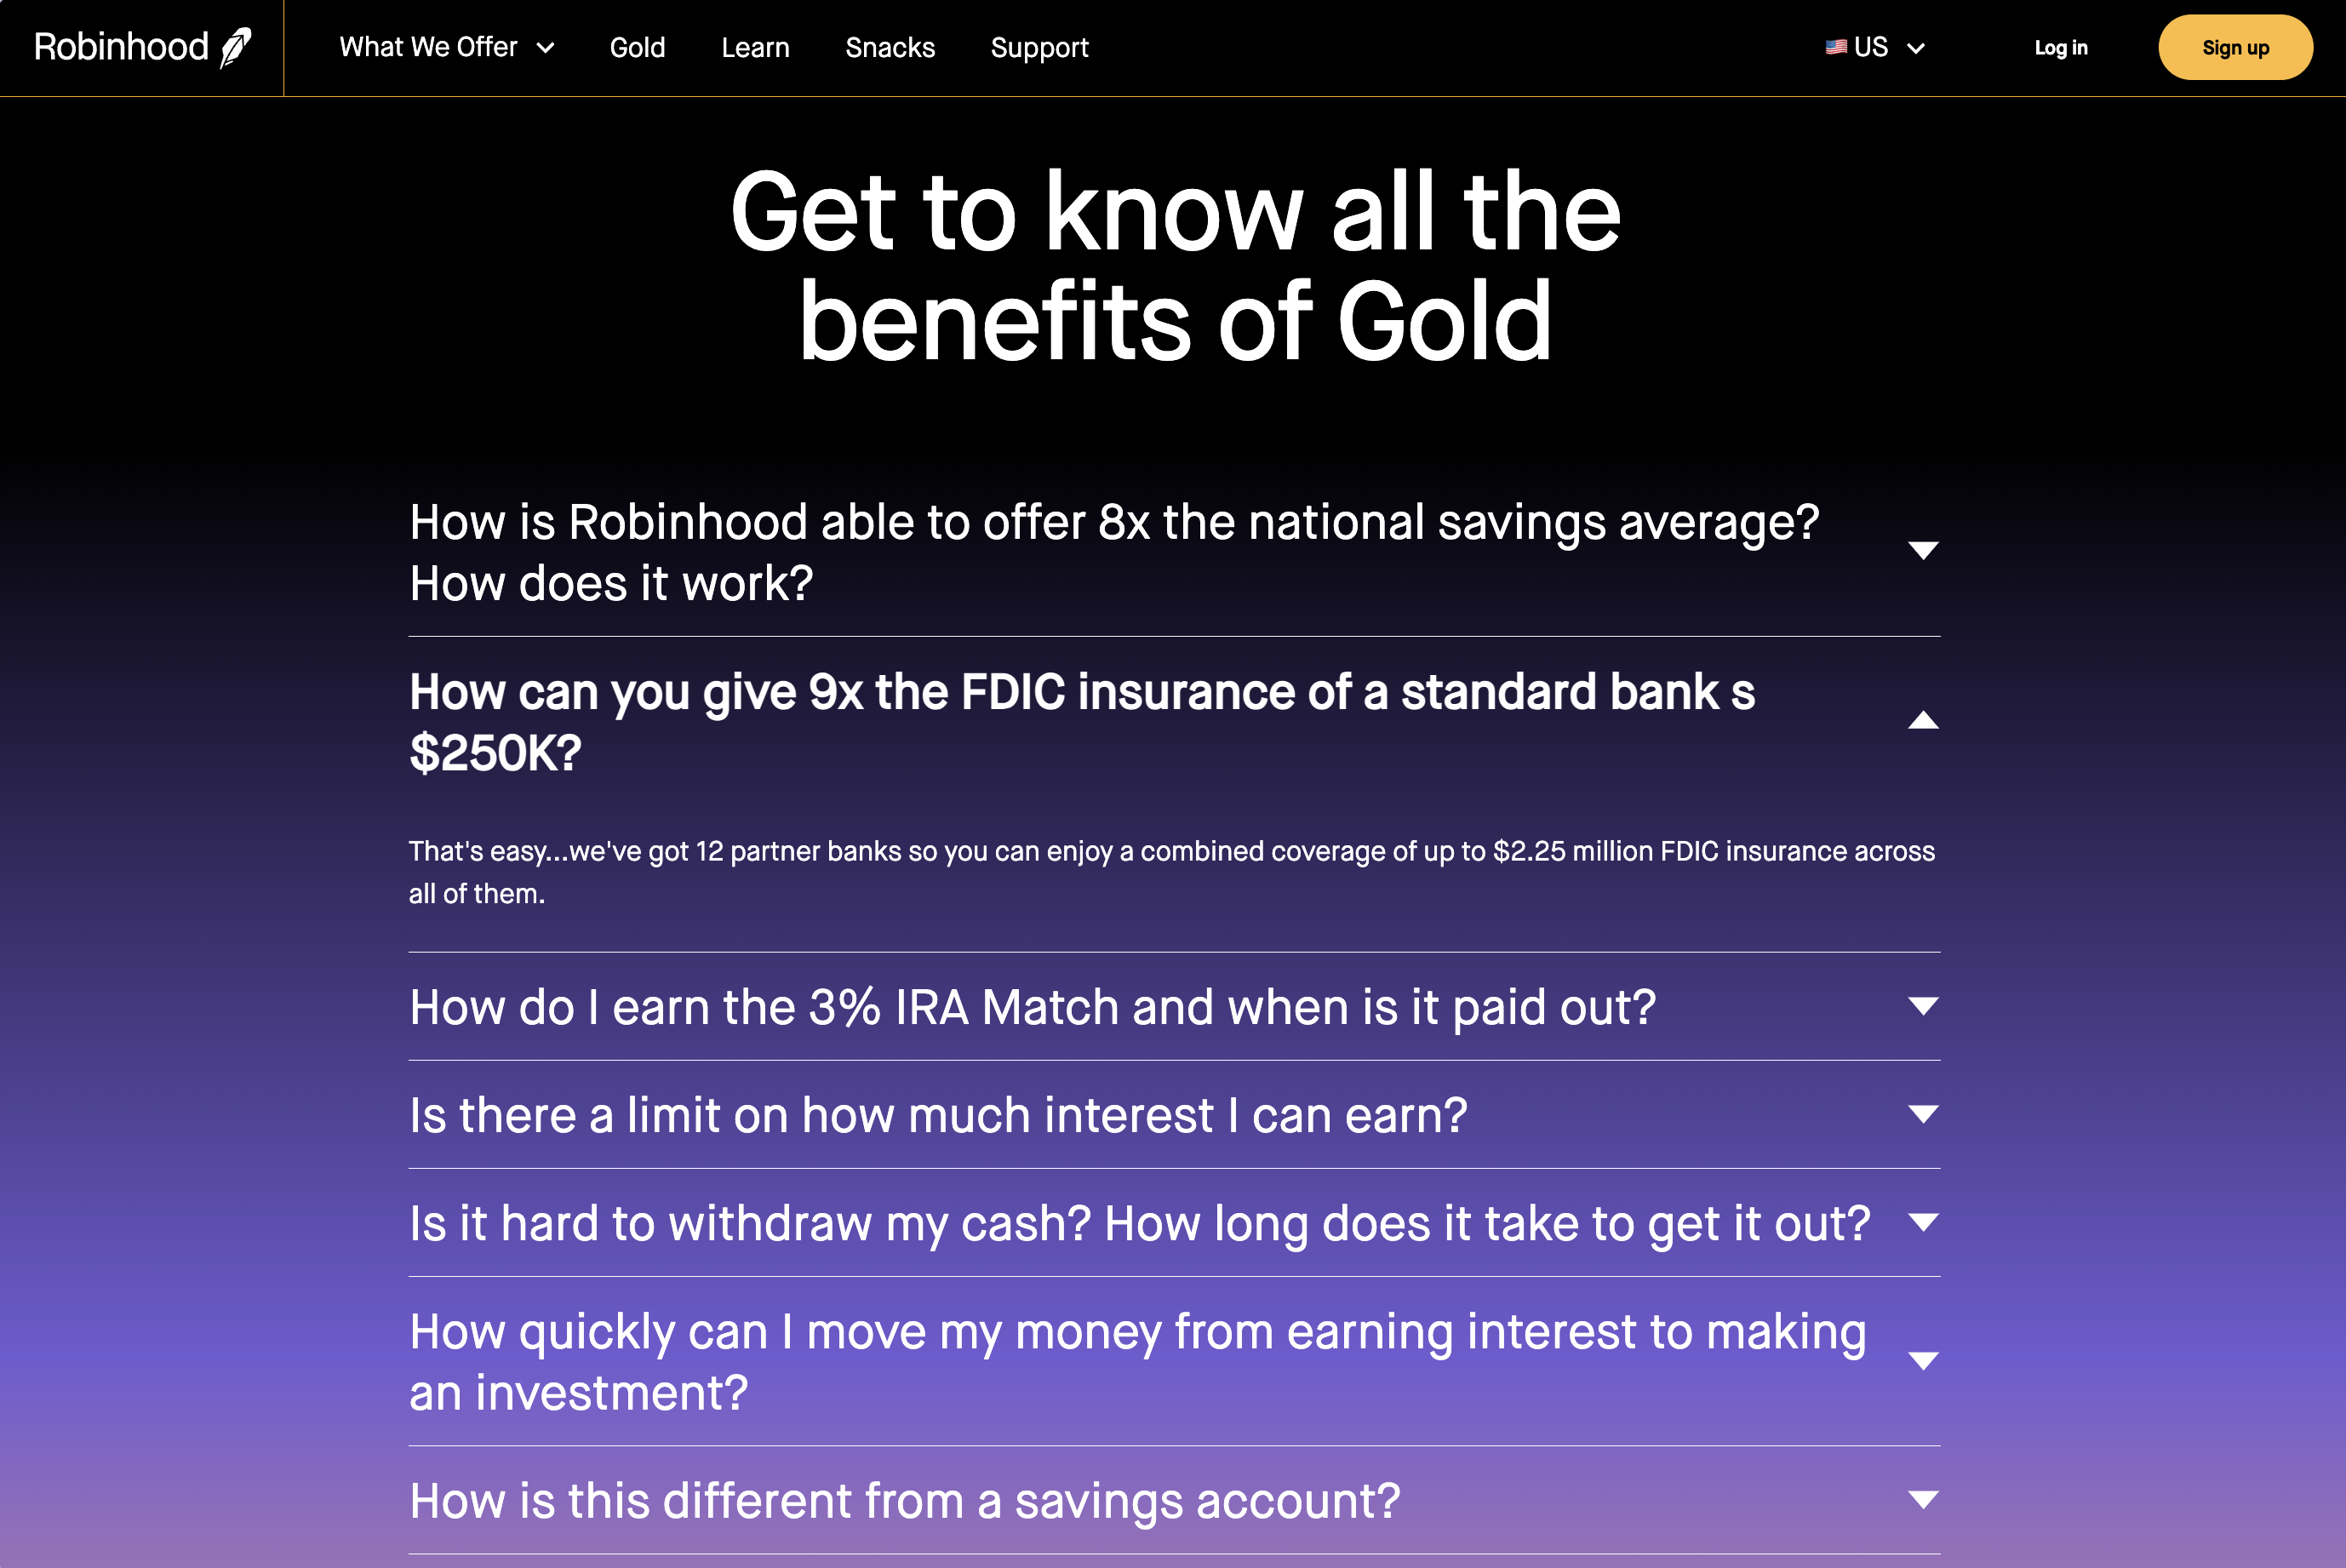 Robinhood
What We Offer
Gold
Learn
Snacks
Support
US
Log in
Sign up
Get to know all the
benefits of Gold
How is Robinhood able to offer 8x the national savings average?
How does it work?
How can you give 9x the FDIC insurance of a standard bank s
$250K?
That's easy...we've got 12 partner banks so you can enjoy a combined coverage of up to $2.25 million FDIC insurance across
all of them.
How do I earn the 3% IRA Match and when is it paid out?
Is there a limit on how much interest I can earn?
Is it hard to withdraw my cash? How long does it take to get it out?
How quickly can I move my money from earning interest to making
an investment?
How is this different from a savings account?